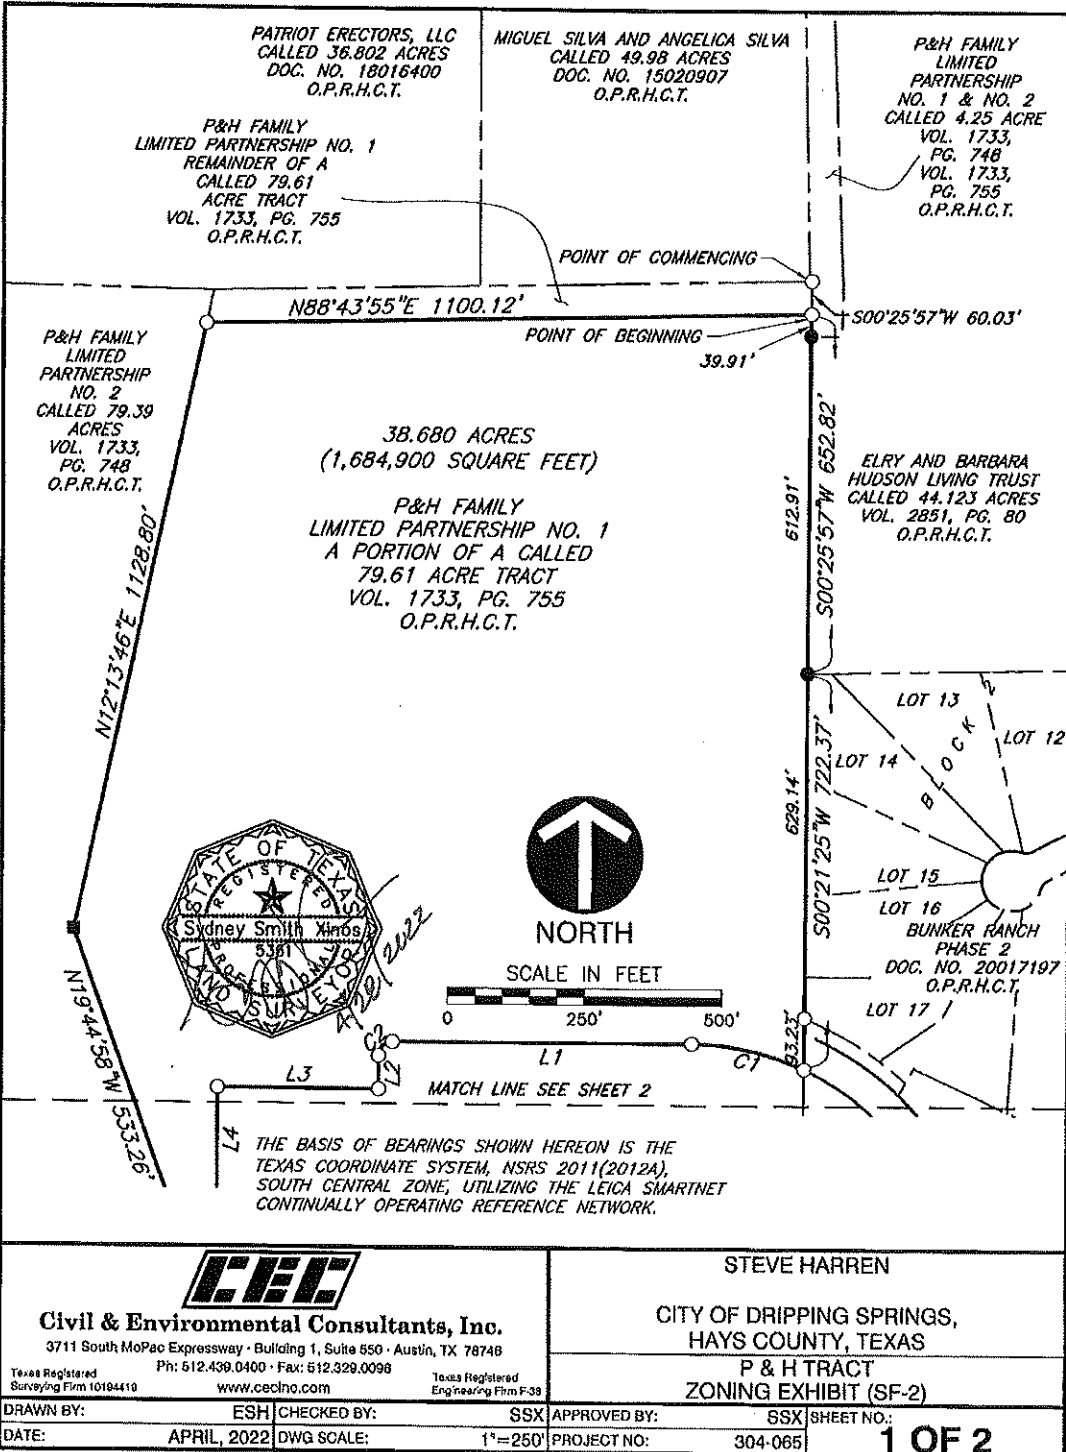 PATRIOT ERECTORS, LLC
CALLED 36.802 ACRES
DOC. NO. 18016400
O.P.R.H.C.T.
MIGUEL SILVA AND ANGELICA SILVA
CALLED 49.98 ACRES
DOC. NO. 15020907
O.P.R.H.C.T.
P&H FAMILY
LIMITED
PARTNERSHIP
NO. 1 & NO. 2
CALLED 4.25 ACRE
VOL. 1733,
PG. 748
VOL. 1733,
PG. 755
O.P.R.H.C.T.
P&H FAMILY
LIMITED PARTNERSHIP NO. 1
REMAINDER OF A
CALLED 79.61
ACRE TRACT
VOL. 1733, PG. 755
O.P.R.H.C.T.
POINT OF COMMENCING
N88°43'55"E 1100.12'
S00°25'57"W 60.03'
POINT OF BEGINNING
39.91'
P&H FAMILY
LIMITED
PARTNERSHIP
NO. 2
CALLED 79.39
ACRES
VOL. 1733,
PG. 748
O.P.R.H.C.T.
38.680 ACRES
(1,684,900 SQUARE FEET)
P&H FAMILY
LIMITED PARTNERSHIP NO. 1
A PORTION OF A CALLED
79.61 ACRE TRACT
VOL. 1733, PG. 755
O.P.R.H.C.T.
612.91'
S00°25'57"W 652.82'
ELRY AND BARBARA
HUDSON LIVING TRUST
CALLED 44.123 ACRES
VOL. 2851, PG. 80
O.P.R.H.C.T.
N12°13'46"E 1128.80'
LOT 13
LOT 12
LOT 14
BLOCK 2
629.14'
S00°21'25"W 722.37'
LOT 15
LOT 16
BUNKER RANCH
PHASE 2
DOC. NO. 20017197
O.P.R.H.C.T.
LOT 17
STATE OF TEXAS
REGISTERED
Sydney Smith Xinos
5361
PROFESSIONAL
LAND SURVEYOR
NORTH
SCALE IN FEET
0 250' 500'
N19°44'58"W 533.26'
C2
L1
C1
93.23'
L3
L2
MATCH LINE SEE SHEET 2
L4
THE BASIS OF BEARINGS SHOWN HEREON IS THE
TEXAS COORDINATE SYSTEM, NSRS 2011(2012A),
SOUTH CENTRAL ZONE, UTILIZING THE LEICA SMARTNET
CONTINUALLY OPERATING REFERENCE NETWORK.
CEC
Civil & Environmental Consultants, Inc.
3711 South MoPac Expressway · Building 1, Suite 550 · Austin, TX 78746
Ph: 512.439.0400 · Fax: 512.329.0096
Texas Registered
Surveying Firm 10194419
www.cecinc.com
Texas Registered
Engineering Firm F-38
STEVE HARREN
CITY OF DRIPPING SPRINGS,
HAYS COUNTY, TEXAS
P & H TRACT
ZONING EXHIBIT (SF-2)
DRAWN BY: ESH CHECKED BY: SSX APPROVED BY: SSX SHEET NO.:
DATE: APRIL, 2022 DWG SCALE: 1"=250' PROJECT NO: 304-065 1 OF 2